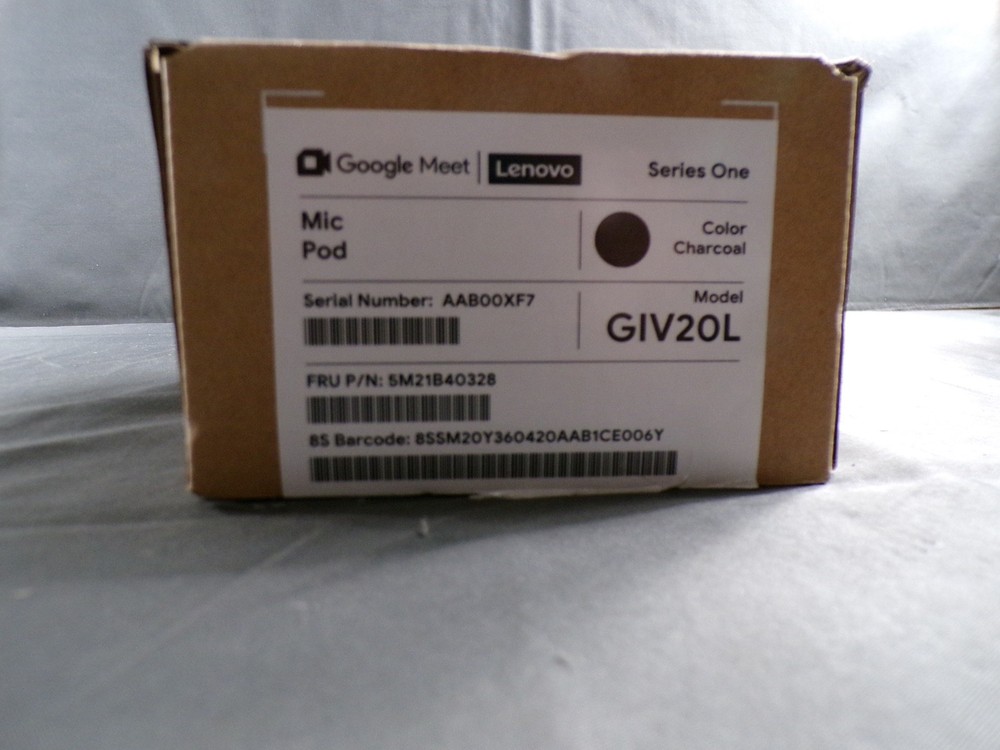 Google Meet | Lenovo Series One
Mic
Pod
Color
Charcoal
Serial Number: AAB00XF7
Model
GIV20L
FRU P/N: 5M21B40328
8S Barcode: 8SSM20Y360420AAB1CE006Y